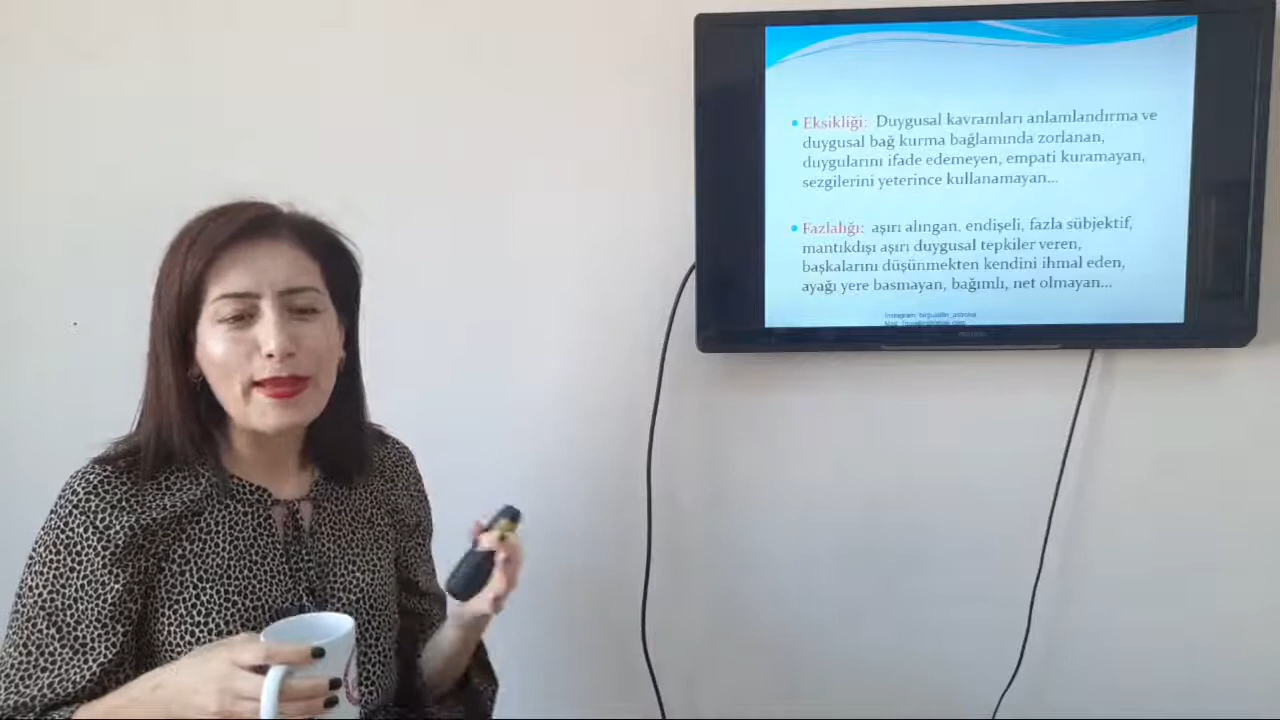 Eksikliği: Duygusal kavramları anlamlandırma ve
duygusal bağ kurma bağlamında zorlanan,
duygularını ifade edemeyen, empati kuramayan,
sezgilerini yeterince kullanamayan...
Fazlalığı: aşırı alıngan, endişeli, fazla sübjektif,
mantıkdışı aşırı duygusal tepkiler veren,
başkalarını düşünmekten kendini ihmal eden,
ayağı yere basmayan, bağımlı, net olmayan...
Instagram:
Mail: